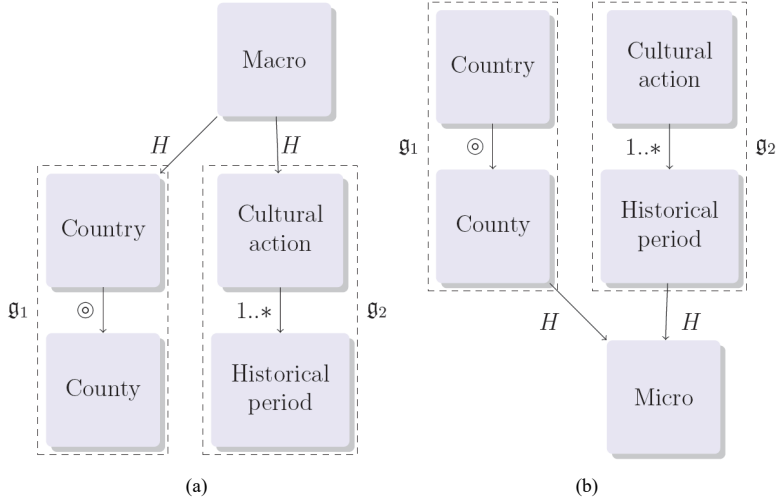 Macro
H
H
Country
Cultural
action
𝔤₁
⊚
1..*
𝔤₂
County
Historical
period
(a)
Country
Cultural
action
𝔤₁
⊚
1..*
𝔤₂
County
Historical
period
H
H
Micro
(b)